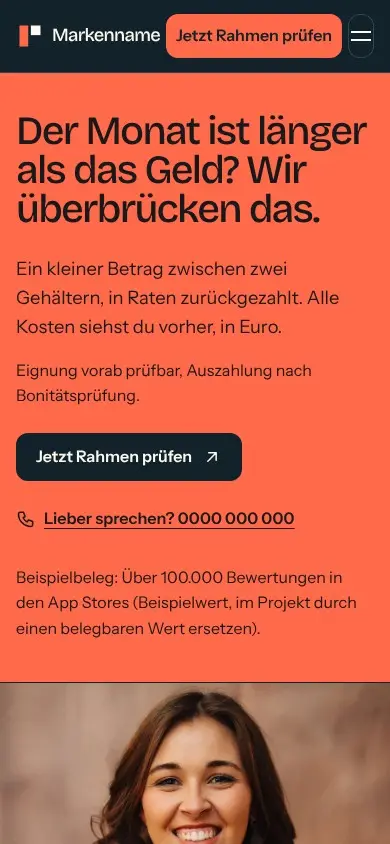 Markenname
Jetzt Rahmen prüfen
Der Monat ist länger
als das Geld? Wir
überbrücken das.
Ein kleiner Betrag zwischen zwei
Gehältern, in Raten zurückgezahlt. Alle
Kosten siehst du vorher, in Euro.
Eignung vorab prüfbar, Auszahlung nach
Bonitätsprüfung.
Jetzt Rahmen prüfen
Lieber sprechen? 0000 000 000
Beispielbeleg: Über 100.000 Bewertungen in
den App Stores (Beispielwert, im Projekt durch
einen belegbaren Wert ersetzen).